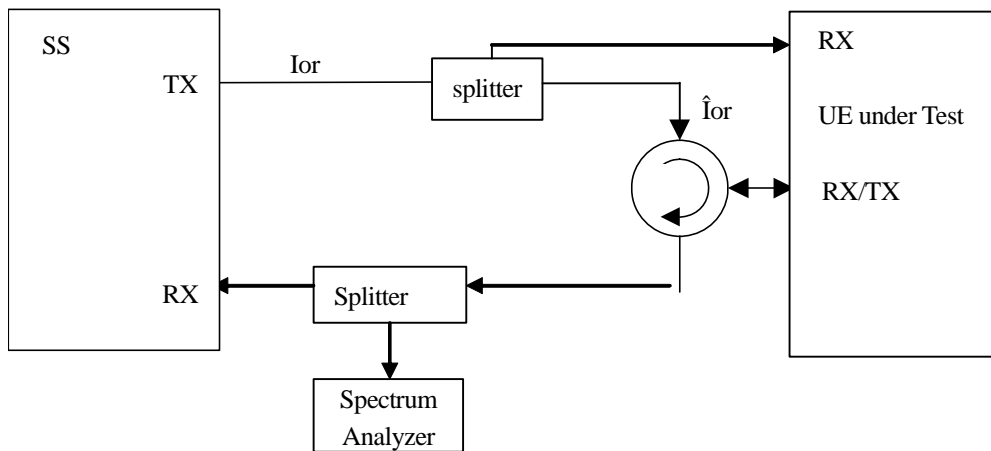 SS
RX
Ior
TX
splitter
Îor
UE under Test
RX/TX
RX
Splitter
Spectrum
Analyzer